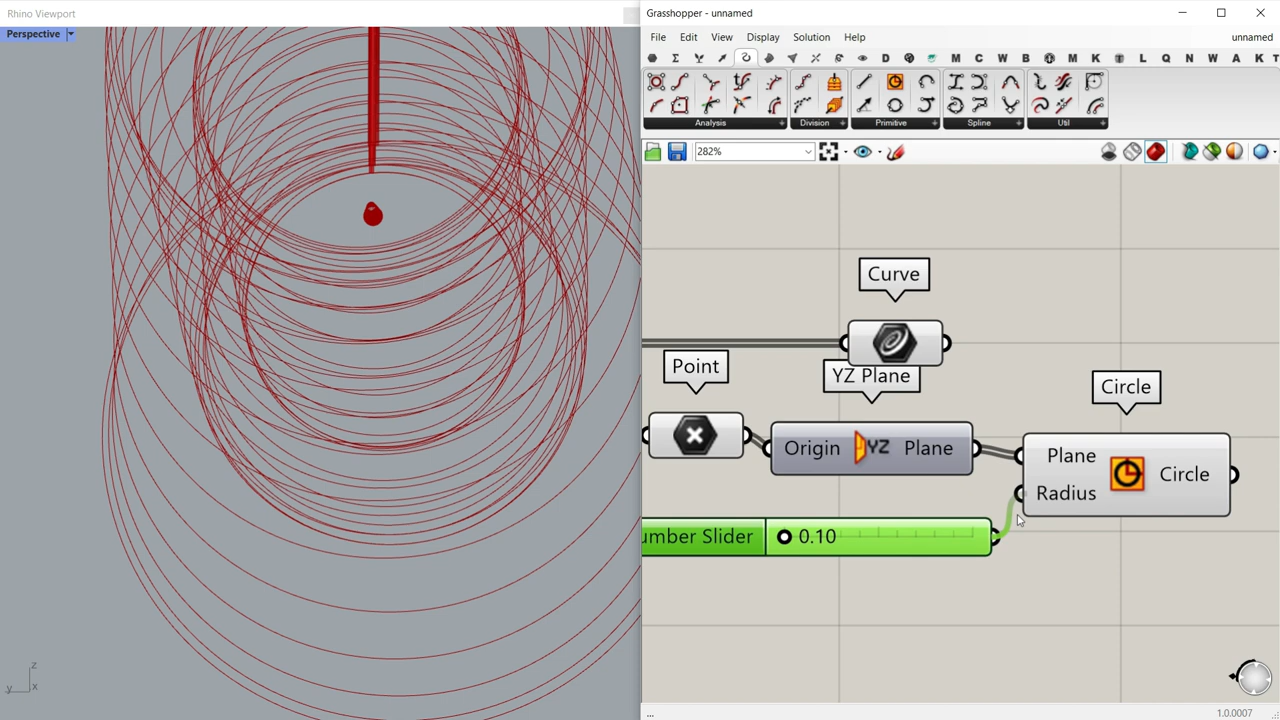 Rhino Viewport
Perspective
Grasshopper - unnamed
File Edit View Display Solution Help
unnamed
M C W B M K L Q N W A K T
D
Analysis
Division
Primitive
Spline
Util
282%
Curve
Point
YZ Plane
Circle
Origin YZ Plane
Plane
Radius
Circle
umber Slider
0.10
z
y
x
...
1.0.0007